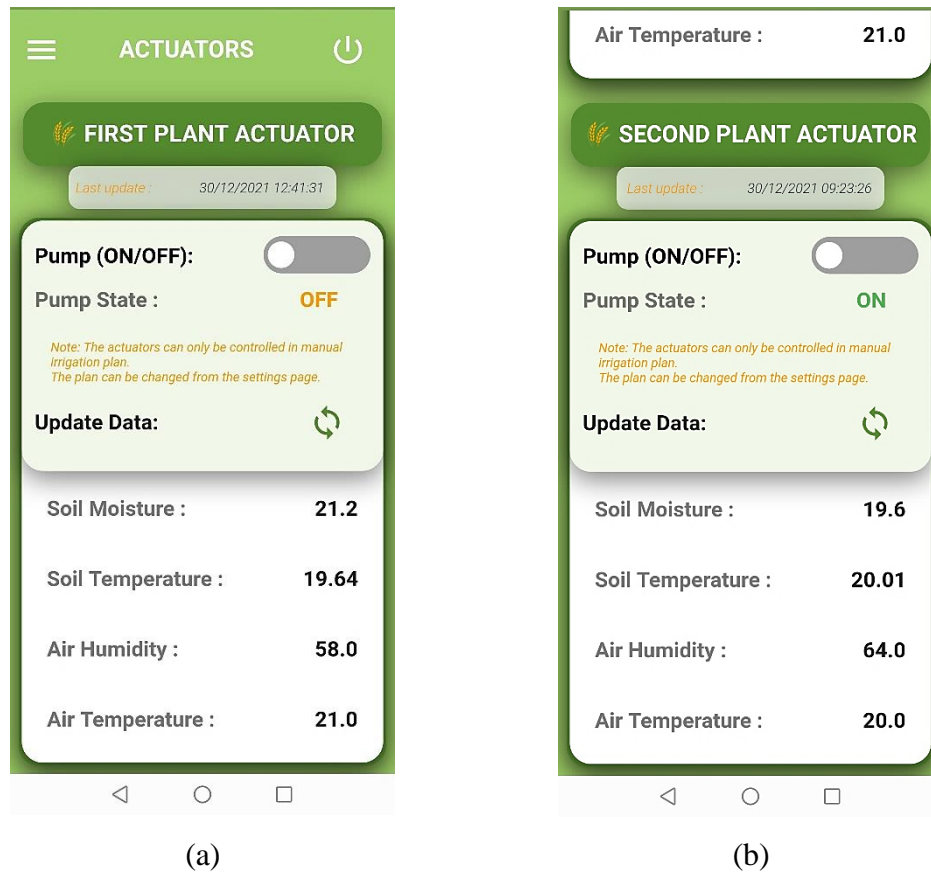 ACTUATORS
FIRST PLANT ACTUATOR
Last update : 30/12/2021 12:41:31
Pump (ON/OFF):
Pump State : OFF
Note: The actuators can only be controlled in manual
irrigation plan.
The plan can be changed from the settings page.
Update Data:
Soil Moisture : 21.2
Soil Temperature : 19.64
Air Humidity : 58.0
Air Temperature : 21.0
(a)
Air Temperature : 21.0
SECOND PLANT ACTUATOR
Last update : 30/12/2021 09:23:26
Pump (ON/OFF):
Pump State : ON
Note: The actuators can only be controlled in manual
irrigation plan.
The plan can be changed from the settings page.
Update Data:
Soil Moisture : 19.6
Soil Temperature : 20.01
Air Humidity : 64.0
Air Temperature : 20.0
(b)